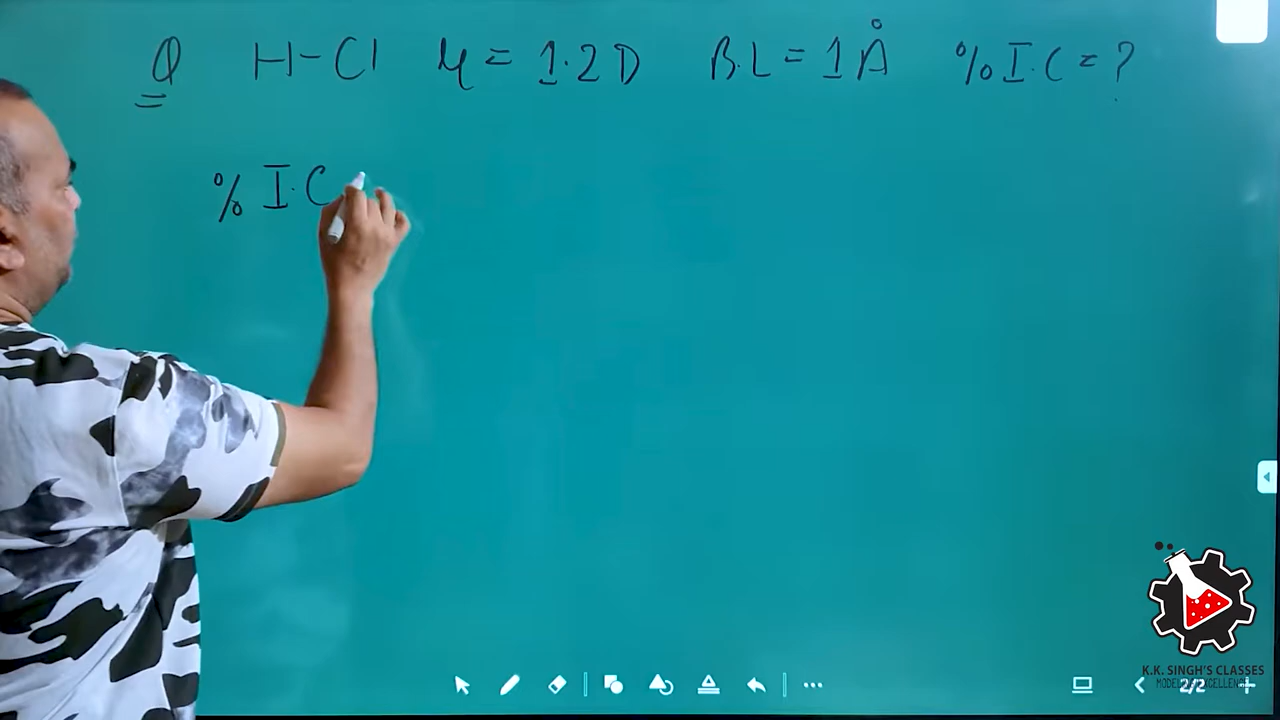 Q H-Cl μ = 1.2 D B.L = 1 Å % I.C = ?
% I.C
K.K. SINGH'S CLASSES
2/2